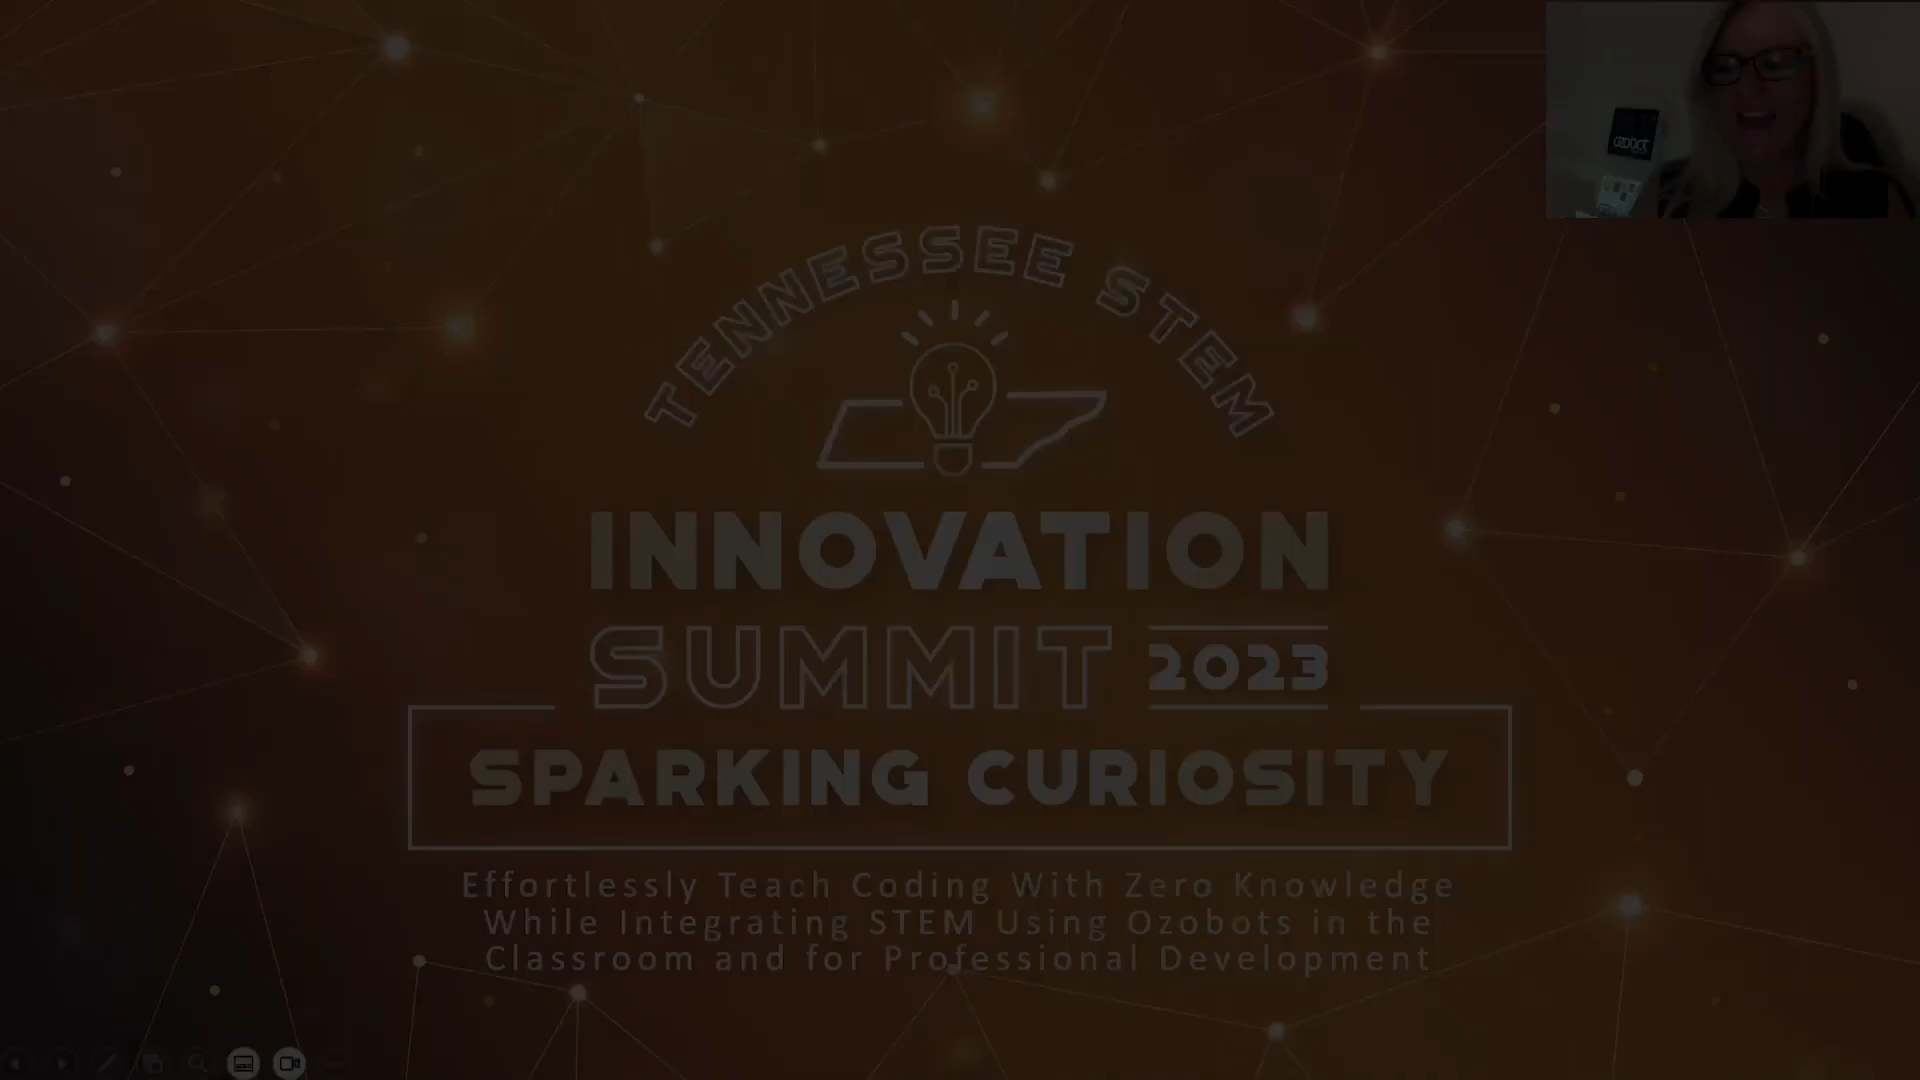 ozobot
TENNESSEE STEM
INNOVATION
SUMMIT 2023
SPARKING CURIOSITY
Effortlessly Teach Coding With Zero Knowledge
While Integrating STEM Using Ozobots in the
Classroom and for Professional Development